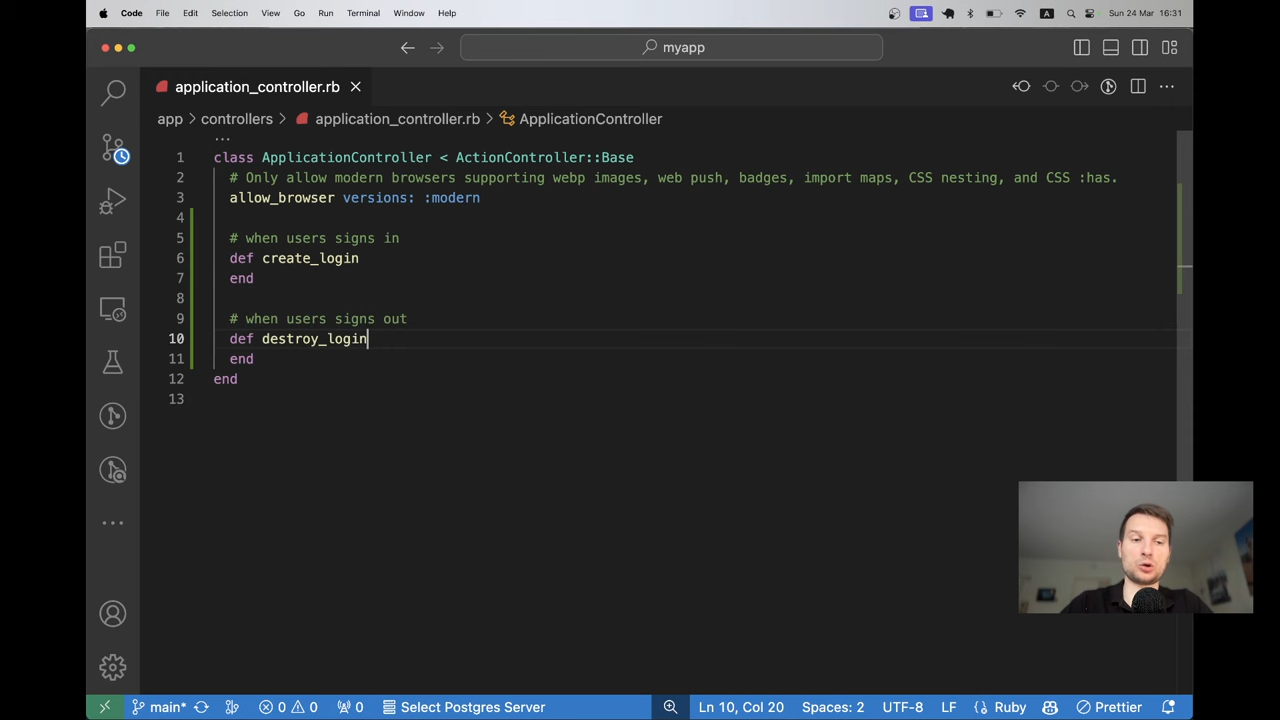 Code File Edit Selection View Go Run Terminal Window Help A Sun 24 Mar 16:31
myapp
application_controller.rb
app controllers application_controller.rb ApplicationController
...
1 class ApplicationController < ActionController::Base
2 # Only allow modern browsers supporting webp images, web push, badges, import maps, CSS nesting, and CSS :has.
3 allow_browser versions: :modern
4
5 # when users signs in
6 def create_login
7 end
8
9 # when users signs out
10 def destroy_login
11 end
12 end
13
main* 0 0 0 Select Postgres Server Ln 10, Col 20 Spaces: 2 UTF-8 LF Ruby Prettier